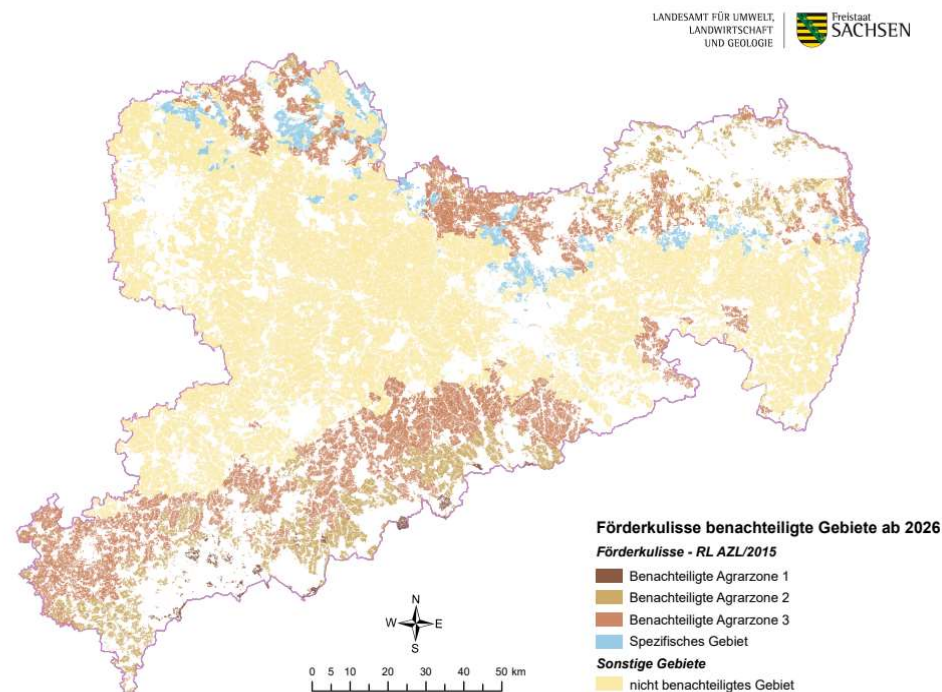 LANDESAMT FÜR UMWELT,
LANDWIRTSCHAFT
UND GEOLOGIE
Freistaat
SACHSEN
Förderkulisse benachteiligte Gebiete ab 2026
Förderkulisse - RL AZL/2015
Benachteiligte Agrarzone 1
Benachteiligte Agrarzone 2
Benachteiligte Agrarzone 3
Spezifisches Gebiet
Sonstige Gebiete
nicht benachteiligtes Gebiet
N
W E
S
0 5 10 20 30 40 50 km